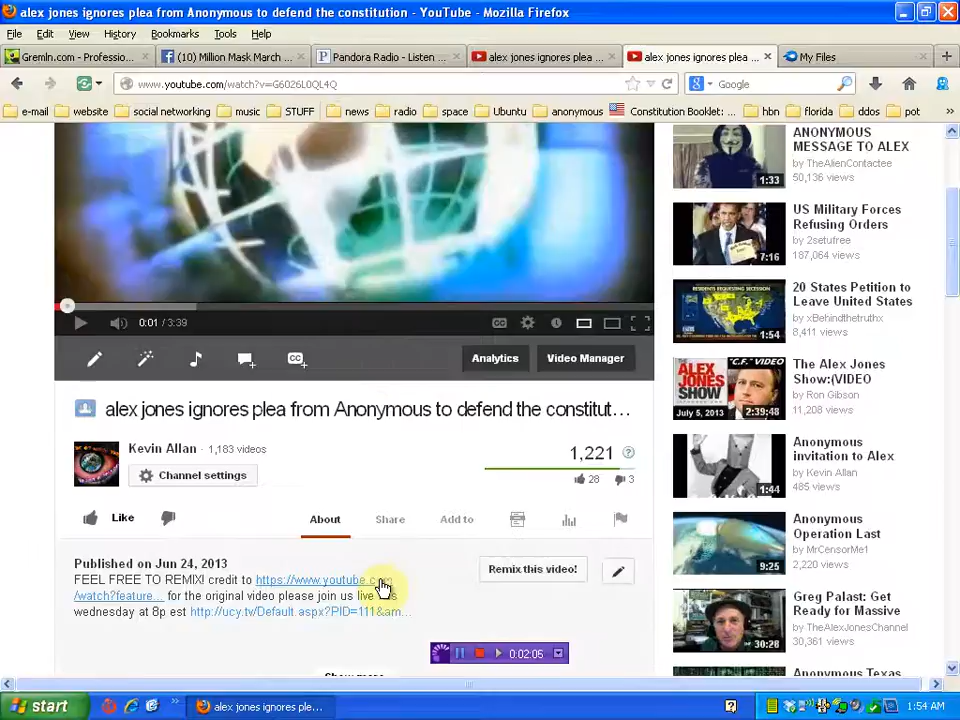 alex jones ignores plea from Anonymous to defend the constitution - YouTube - Mozilla Firefox
File Edit View History Bookmarks Tools Help
Gremln.com - Professio...
(10) Million Mask March ...
Pandora Radio - Listen ...
alex jones ignores plea ...
alex jones ignores plea ...
My Files
www.youtube.com/watch?v=G6026L0QL4Q
Google
e-mail website social networking music STUFF news radio space Ubuntu anonymous Constitution Booklet: ... hbn florida ddos pot
ANONYMOUS
MESSAGE TO ALEX
by TheAlienContactee
50,136 views
1:33
US Military Forces
Refusing Orders
by 2setufree
187,064 views
7:16
20 States Petition to
Leave United States
by xBehindthetruthx
8,411 views
RESIDENTS REQUESTING SECESSION
1:54
The Alex Jones
Show:(VIDEO
by Ron Gibson
11,208 views
"C.F." VIDEO
ALEX
JONES
SHOW
July 5, 2013
2:39:48
Anonymous
invitation to Alex
by Kevin Allan
485 views
1:44
Anonymous
Operation Last
by MrCensorMe1
2,220 views
9:25
Greg Palast: Get
Ready for Massive
by TheAlexJonesChannel
30,361 views
30:28
Anonymous Texas
0:01 / 3:39
CC
CC
Analytics
Video Manager
alex jones ignores plea from Anonymous to defend the constitut...
Kevin Allan · 1,183 videos
Channel settings
1,221
28 3
Like
About Share Add to
Published on Jun 24, 2013
FEEL FREE TO REMIX! credit to https://www.youtube.com
/watch?feature... for the original video please join us live
wednesday at 8p est http://ucy.tv/Default.aspx?PID=111&am...
Remix this video!
0:02:05
Show more
start
alex jones ignores ple...
1:54 AM